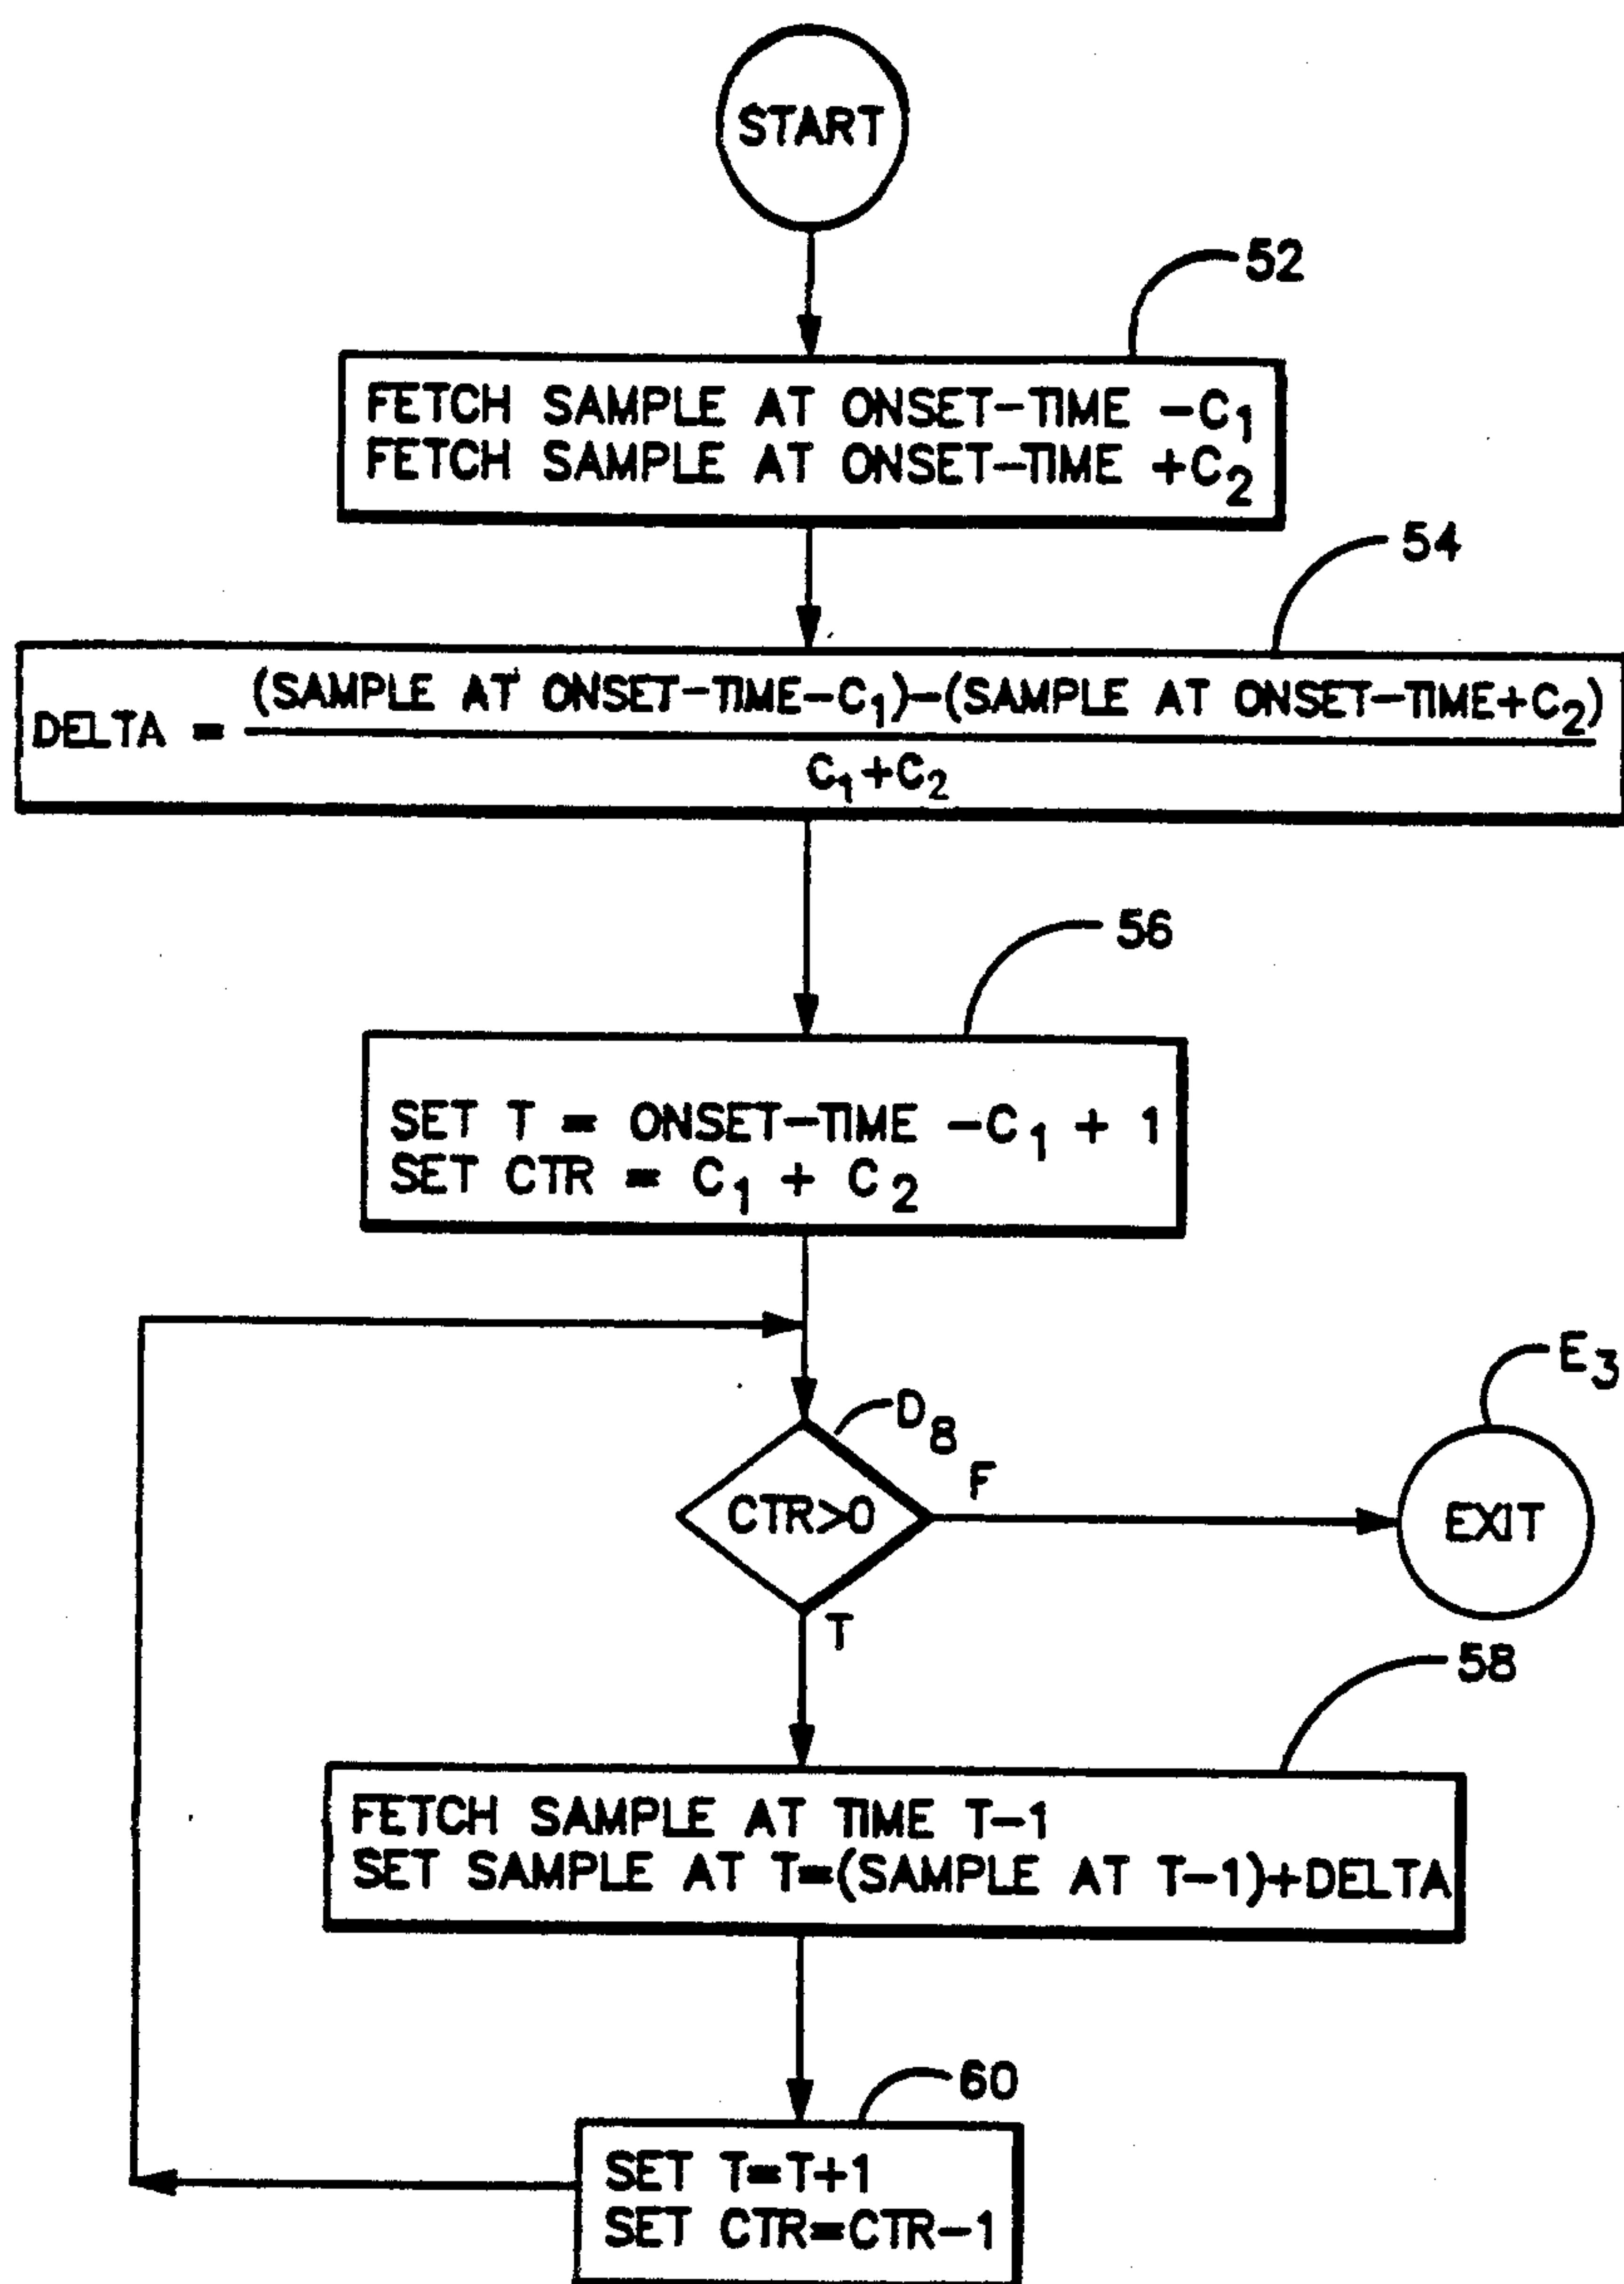 START
52
FETCH SAMPLE AT ONSET-TIME -C1
FETCH SAMPLE AT ONSET-TIME +C2
54
(SAMPLE AT ONSET-TIME-C1)-(SAMPLE AT ONSET-TIME+C2)
DELTA =
C1+C2
56
SET T = ONSET-TIME -C1 + 1
SET CTR = C1 + C2
D8
E3
CTR>0
F
EXIT
T
58
FETCH SAMPLE AT TIME T-1
SET SAMPLE AT T=(SAMPLE AT T-1)+DELTA
60
SET T=T+1
SET CTR=CTR-1